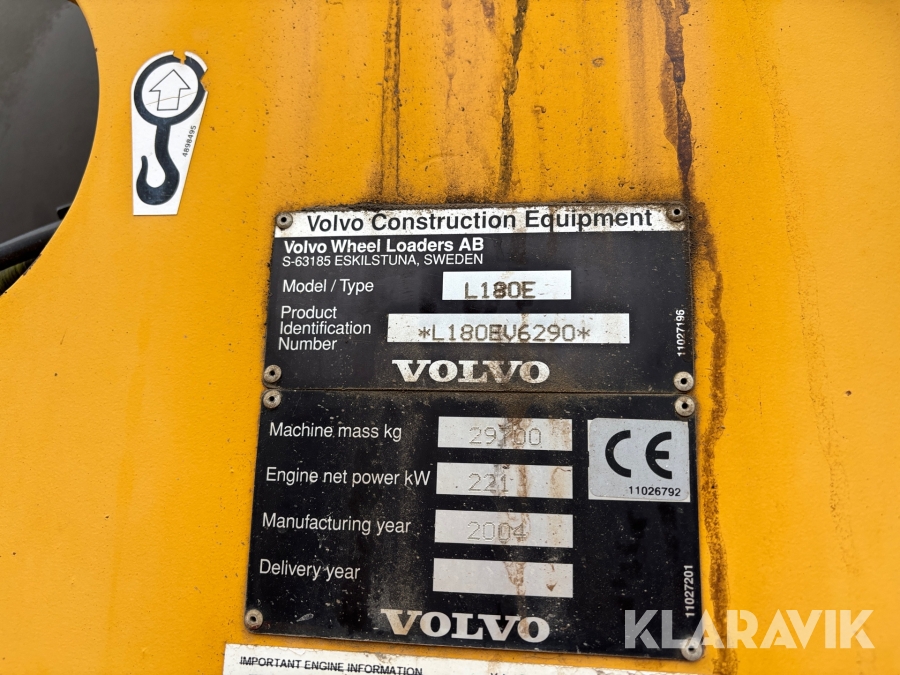 4898495
Volvo Construction Equipment
Volvo Wheel Loaders AB
S-63185 ESKILSTUNA, SWEDEN
Model / Type L180E
Product
Identification
Number *L180EV6290*
11027196
VOLVO
Machine mass kg 29100
Engine net power kW 221
CE
11026792
Manufacturing year 2004
Delivery year
11027201
VOLVO
KLARAVIK
IMPORTANT ENGINE INFORMATION